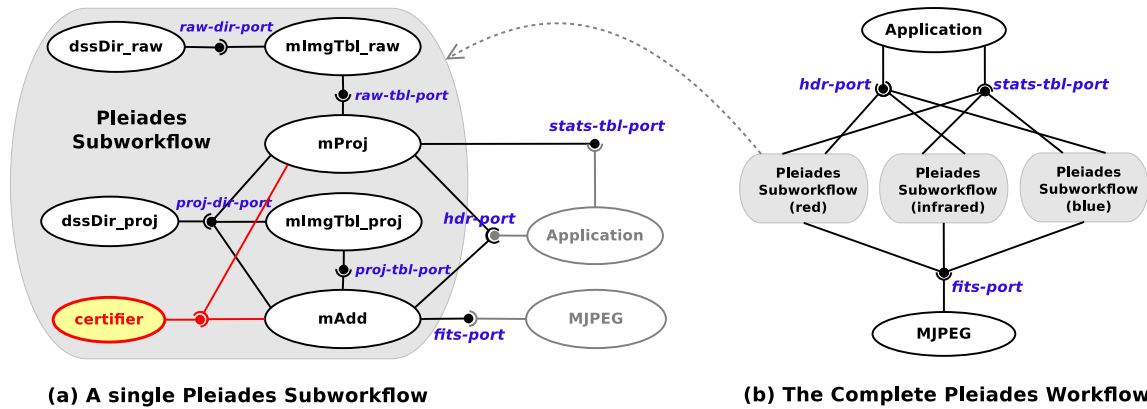 raw-dir-port
dssDir_raw
mImgTbl_raw
raw-tbl-port
Pleiades
Subworkflow
mProj
stats-tbl-port
proj-dir-port
dssDir_proj
mImgTbl_proj
hdr-port
Application
proj-tbl-port
certifier
mAdd
fits-port
MJPEG
(a) A single Pleiades Subworkflow
Application
hdr-port
stats-tbl-port
Pleiades
Subworkflow
(red)
Pleiades
Subworkflow
(infrared)
Pleiades
Subworkflow
(blue)
fits-port
MJPEG
(b) The Complete Pleiades Workflow